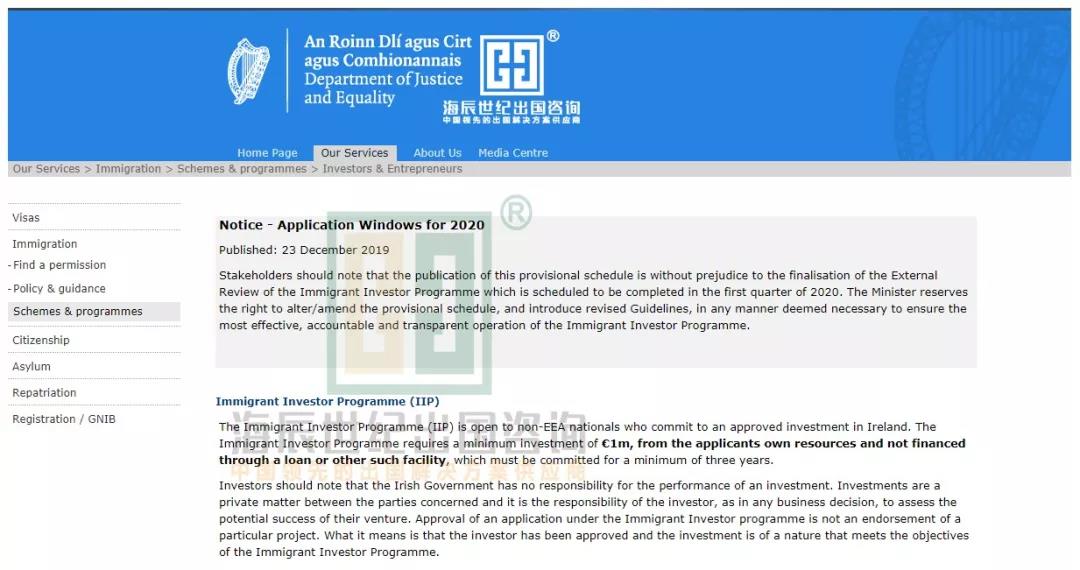 An Roinn Dlí agus Cirt
agus Comhionannais
Department of Justice
and Equality
®
海辰世纪出国咨询
中国领先的出国解决方案供应商
Home Page Our Services About Us Media Centre
Our Services > Immigration > Schemes & programmes > Investors & Entrepreneurs
Visas
Immigration
-Find a permission
-Policy & guidance
Schemes & programmes
Citizenship
Asylum
Repatriation
Registration / GNIB
®
Notice - Application Windows for 2020
Published: 23 December 2019
Stakeholders should note that the publication of this provisional schedule is without prejudice to the finalisation of the External
Review of the Immigrant Investor Programme which is scheduled to be completed in the first quarter of 2020. The Minister reserves
the right to alter/amend the provisional schedule, and introduce revised Guidelines, in any manner deemed necessary to ensure the
most effective, accountable and transparent operation of the Immigrant Investor Programme.
Immigrant Investor Programme (IIP)
The Immigrant Investor Programme (IIP) is open to non-EEA nationals who commit to an approved investment in Ireland. The
Immigrant Investor Programme requires a minimum investment of €1m, from the applicants own resources and not financed
through a loan or other such facility, which must be committed for a minimum of three years.
海辰世纪出国咨询
中国领先的出国解决方案供应商
Investors should note that the Irish Government has no responsibility for the performance of an investment. Investments are a
private matter between the parties concerned and it is the responsibility of the investor, as in any business decision, to assess the
potential success of their venture. Approval of an application under the Immigrant Investor programme is not an endorsement of a
particular project. What it means is that the investor has been approved and the investment is of a nature that meets the objectives
of the Immigrant Investor Programme.